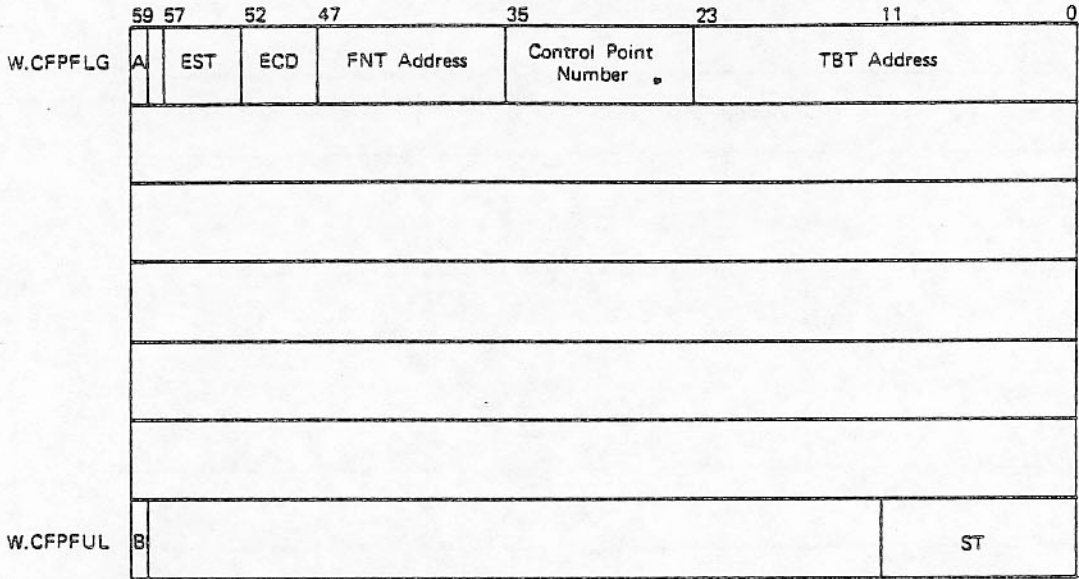 59 57 52 47 35 23 11 0
W.CFPFLG A EST ECD FNT Address Control Point Number TBT Address
W.CFPFUL B ST